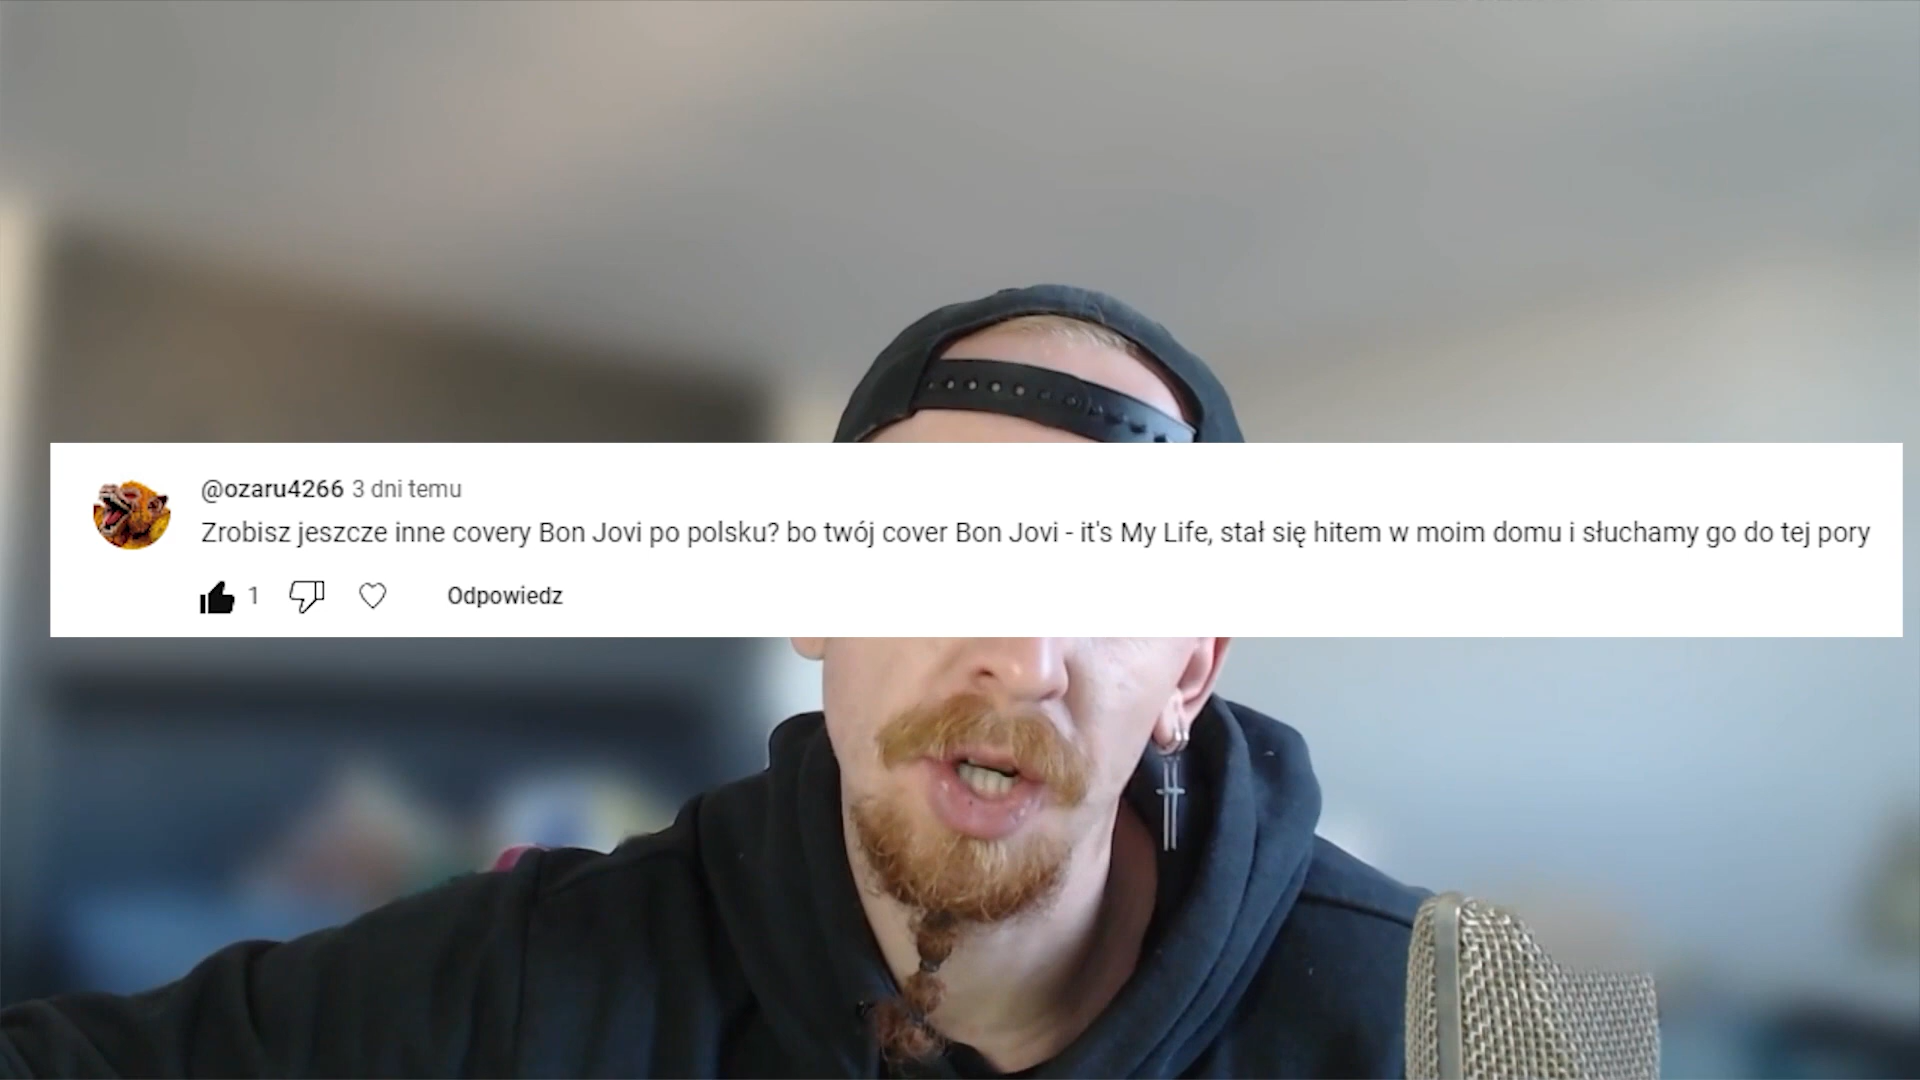 @ozaru4266 3 dni temu
Zrobisz jeszcze inne covery Bon Jovi po polsku? bo twój cover Bon Jovi - it's My Life, stał się hitem w moim domu i słuchamy go do tej pory
1 Odpowiedz